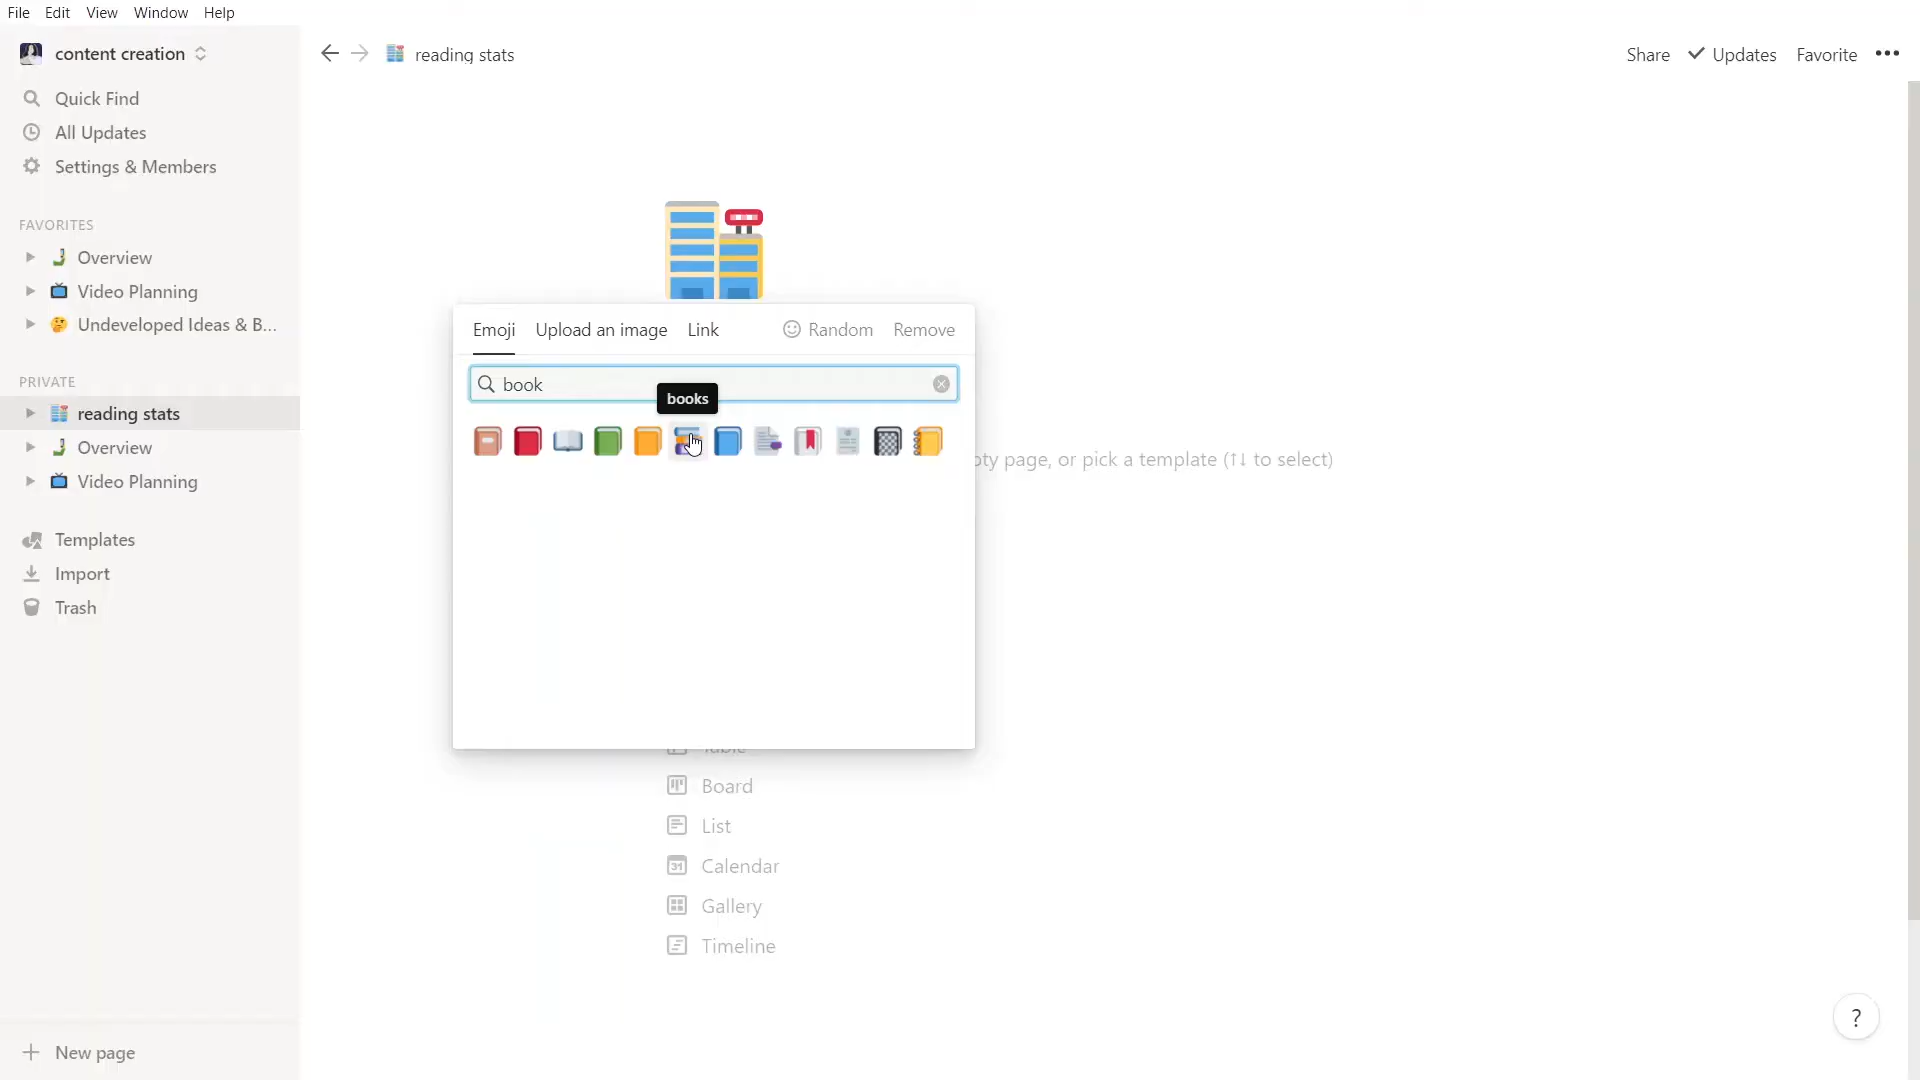 File Edit View Window Help
content creation
Quick Find
All Updates
Settings & Members
FAVORITES
Overview
Video Planning
Undeveloped Ideas & B...
PRIVATE
reading stats
Overview
Video Planning
Templates
Import
Trash
New page
reading stats
Share Updates Favorite
Emoji Upload an image Link Random Remove
book
books
page, or pick a template (↑↓ to select)
Table
Board
List
31 Calendar
Gallery
Timeline
?